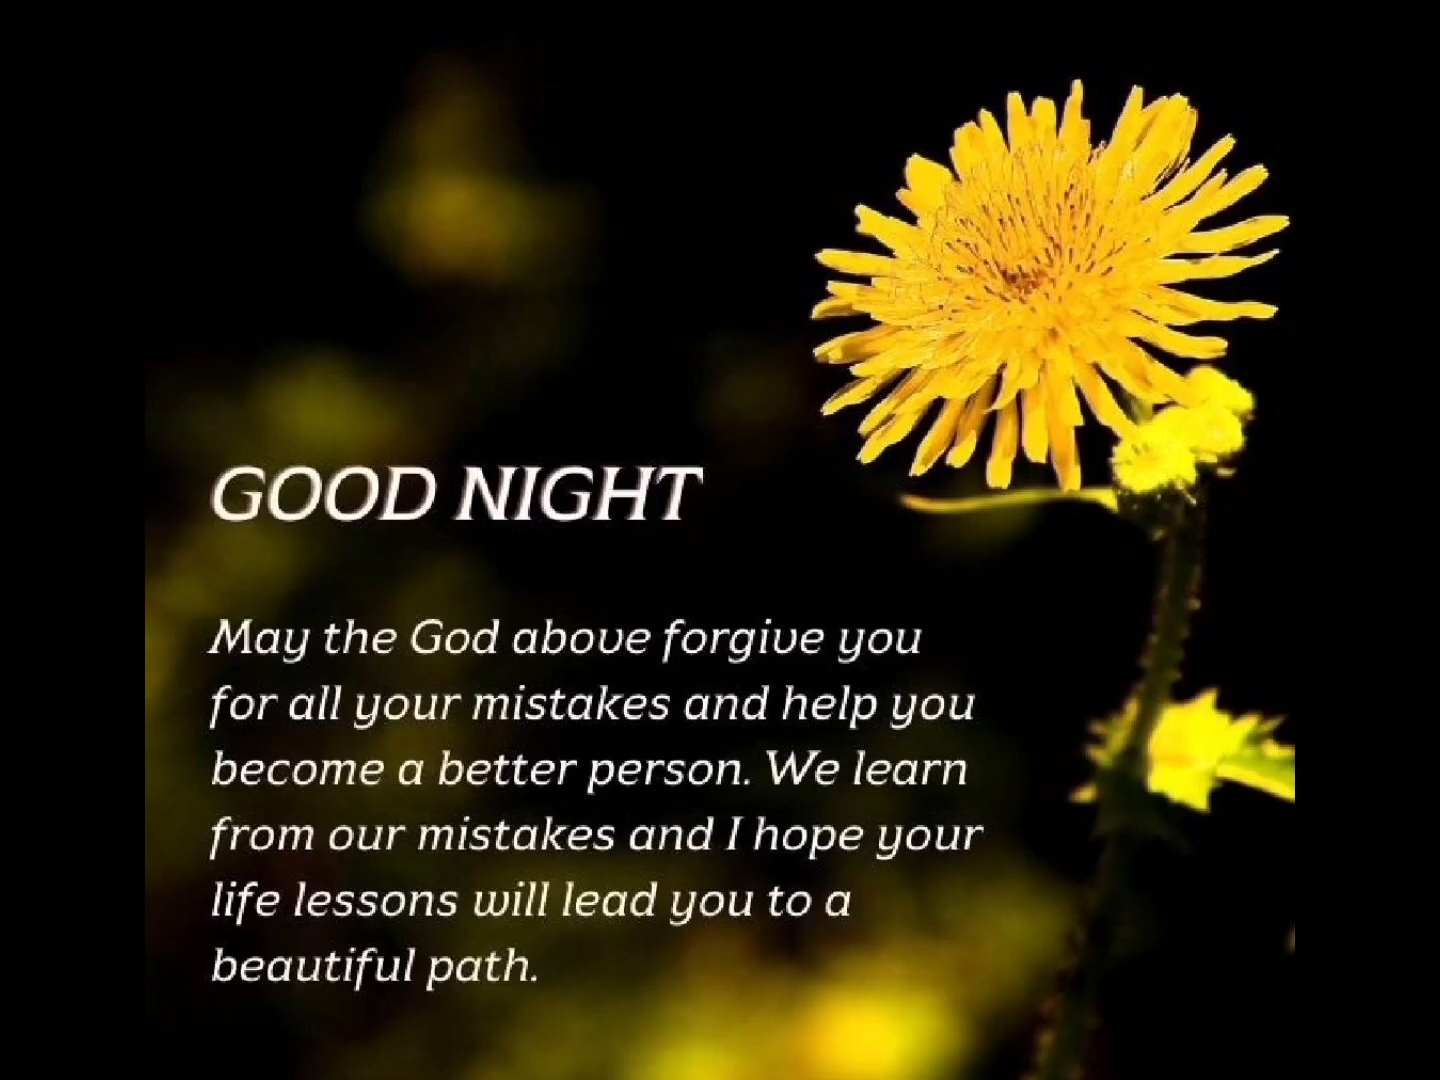 GOOD NIGHT
May the God above forgive you
for all your mistakes and help you
become a better person. We learn
from our mistakes and I hope your
life lessons will lead you to a
beautiful path.